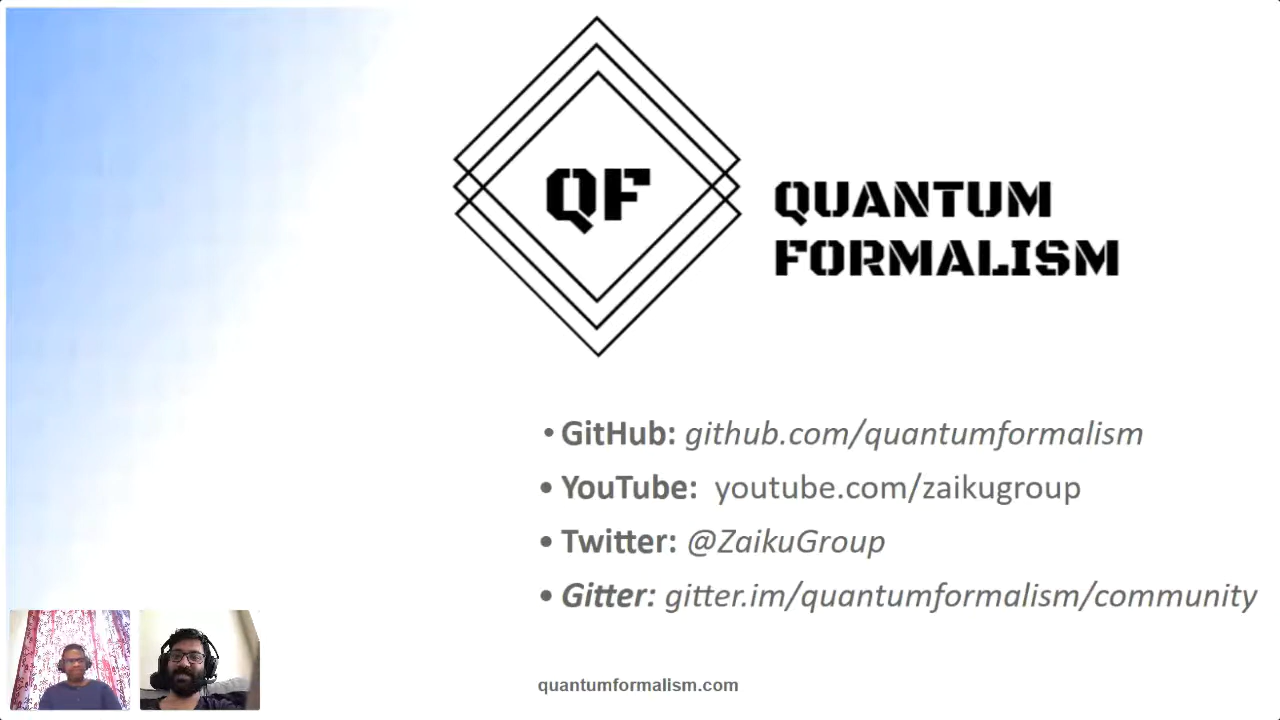 QF
QUANTUM
FORMALISM
• GitHub: github.com/quantumformalism
• YouTube: youtube.com/zaikugroup
• Twitter: @ZaikuGroup
• Gitter: gitter.im/quantumformalism/community
quantumformalism.com